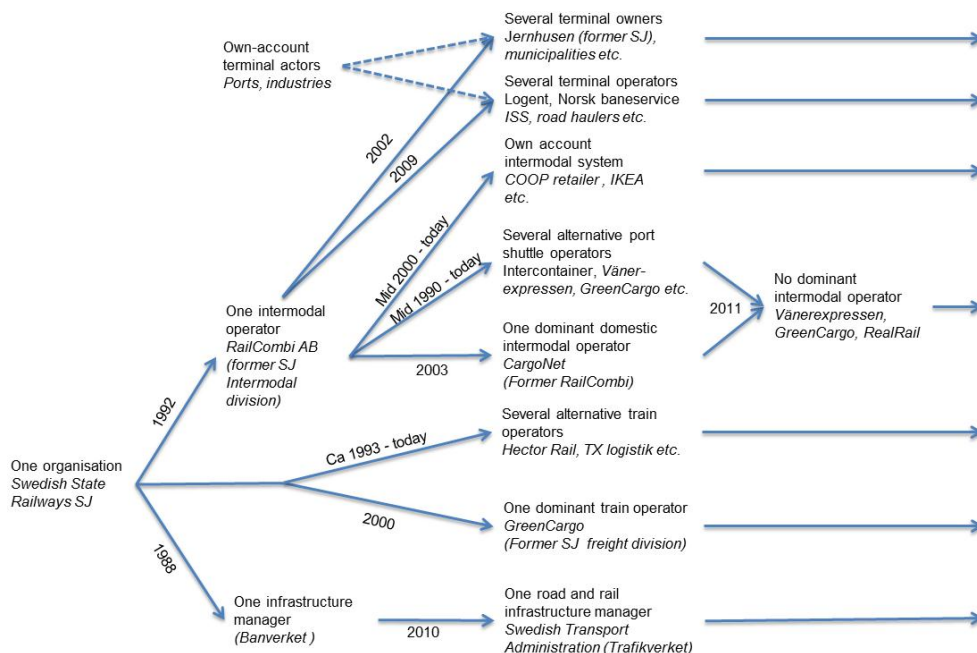 Several terminal owners
Jernhusen (former SJ),
municipalities etc.
Own-account
terminal actors
Ports, industries
Several terminal operators
Logent, Norsk baneservice
ISS, road haulers etc.
2002
2009
Own account
intermodal system
COOP retailer , IKEA
etc.
Mid 2000 - today
Mid 1990 - today
Several alternative port
shuttle operators
Intercontainer, Väner-
expressen, GreenCargo etc.
2011
No dominant
intermodal operator
Vänerexpressen,
GreenCargo, RealRail
One intermodal
operator
RailCombi AB
(former SJ
Intermodal
division)
2003
One dominant domestic
intermodal operator
CargoNet
(Former RailCombi)
1992
Ca 1993 - today
Several alternative train
operators
Hector Rail, TX logistik etc.
One organisation
Swedish State
Railways SJ
2000
One dominant train operator
GreenCargo
(Former SJ freight division)
1988
One infrastructure
manager
(Banverket )
2010
One road and rail
infrastructure manager
Swedish Transport
Administration (Trafikverket)